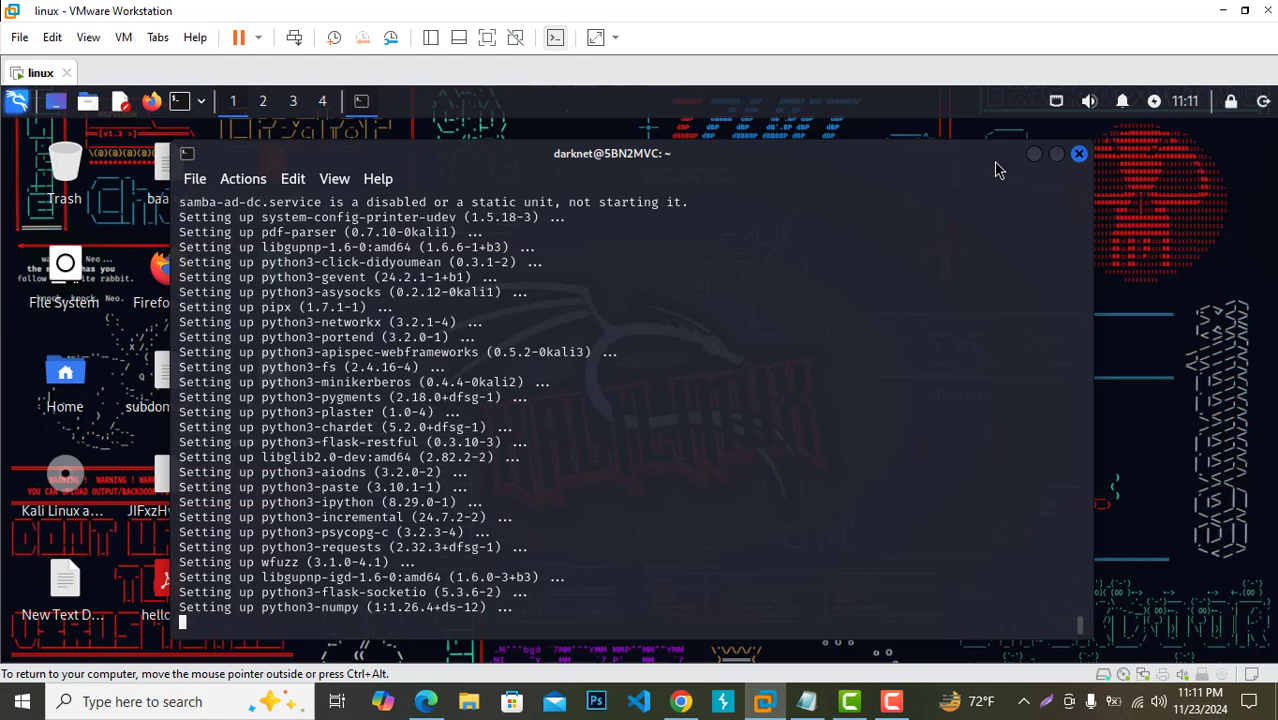 linux - VMware Workstation
File Edit View VM Tabs Help
linux
1 2 3 4 11:11
darknet@5BN2MVC: ~
File Actions Edit View Help
samba-ad-dc.service is a disabled or a static unit, not starting it.
Setting up system-config-printer-udev (1.5.18-3) ...
Setting up pdf-parser (0.7.10-0kali1) ...
Setting up libgupnp-1.6-0:amd64 (1.6.6-1+b3) ...
Setting up python3-click-didyoumean (0.3.1-2) ...
Setting up python3-gevent (24.2.1-1+b1) ...
Setting up python3-asysocks (0.2.12-0kali1) ...
Setting up pipx (1.7.1-1) ...
Setting up python3-networkx (3.2.1-4) ...
Setting up python3-portend (3.2.0-1) ...
Setting up python3-apispec-webframeworks (0.5.2-0kali3) ...
Setting up python3-fs (2.4.16-4) ...
Setting up python3-minikerberos (0.4.4-0kali2) ...
Setting up python3-pygments (2.18.0+dfsg-1) ...
Setting up python3-plaster (1.0-4) ...
Setting up python3-chardet (5.2.0+dfsg-1) ...
Setting up python3-flask-restful (0.3.10-3) ...
Setting up libglib2.0-dev:amd64 (2.82.2-2) ...
Setting up python3-aiodns (3.2.0-2) ...
Setting up python3-paste (3.10.1-1) ...
Setting up python3-ipython (8.29.0-1) ...
Setting up python3-incremental (24.7.2-2) ...
Setting up python3-psycopg-c (3.2.3-4) ...
Setting up python3-requests (2.32.3+dfsg-1) ...
Setting up wfuzz (3.1.0-4.1) ...
Setting up libgupnp-igd-1.6-0:amd64 (1.6.0-3+b3) ...
Setting up python3-flask-socketio (5.3.6-2) ...
Setting up python3-numpy (1:1.26.4+ds-12) ...
Trash
File System
Firefo
Home
subdom
Kali Linux a...
JIFxzHv
New Text D...
hello
WARNING ! WARNING ! WARNING !
YOU CAN UPLOAD OUTPUT/BACKDOOR
To return to your computer, move the mouse pointer outside or press Ctrl+Alt.
Type here to search
72°F
11:11 PM
11/23/2024